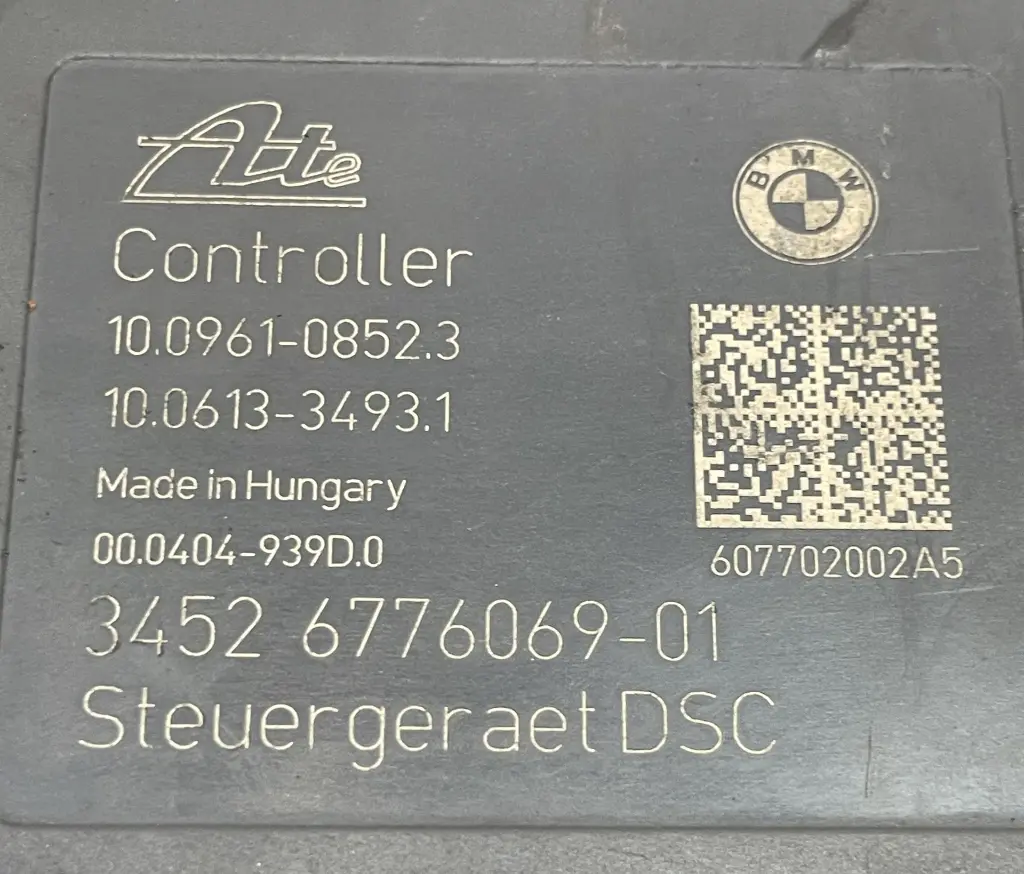 Ate
BMW
Controller
10.0961-0852.3
10.0613-3493.1
Made in Hungary
00.0404-939D.0
607702002A5
3452 6776069-01
Steuergeraet DSC